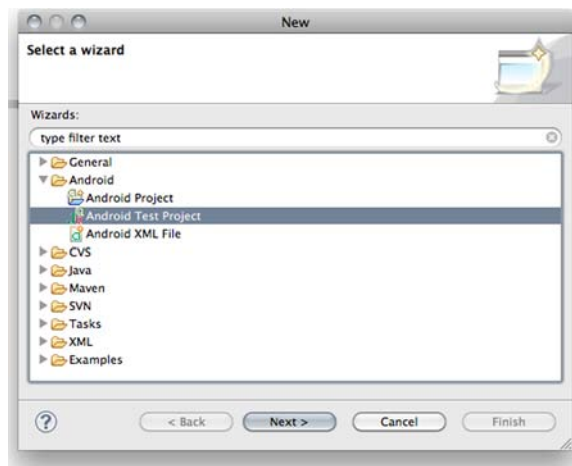 New
Select a wizard
Wizards:
type filter text
General
Android
Android Project
Android Test Project
Android XML File
CVS
Java
Maven
SVN
Tasks
XML
Examples
?
< Back
Next >
Cancel
Finish